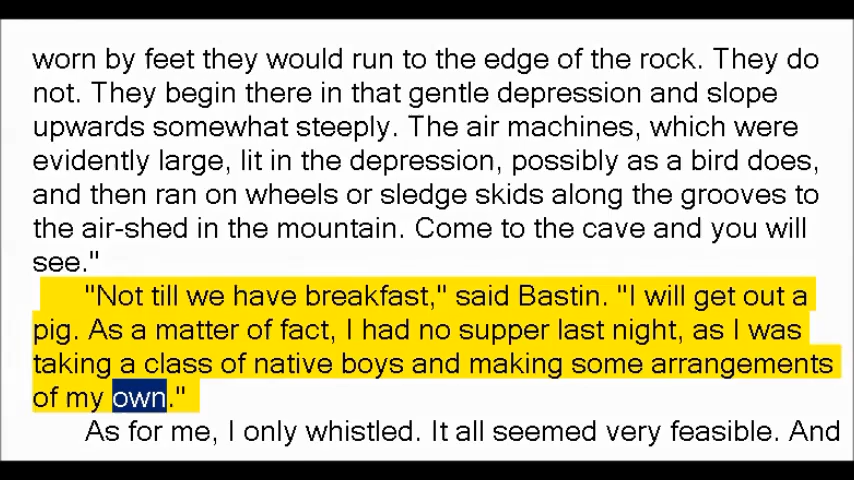 worn by feet they would run to the edge of the rock. They do
not. They begin there in that gentle depression and slope
upwards somewhat steeply. The air machines, which were
evidently large, lit in the depression, possibly as a bird does,
and then ran on wheels or sledge skids along the grooves to
the air-shed in the mountain. Come to the cave and you will
see."
"Not till we have breakfast," said Bastin. "I will get out a
pig. As a matter of fact, I had no supper last night, as I was
taking a class of native boys and making some arrangements
of my own."
As for me, I only whistled. It all seemed very feasible. And